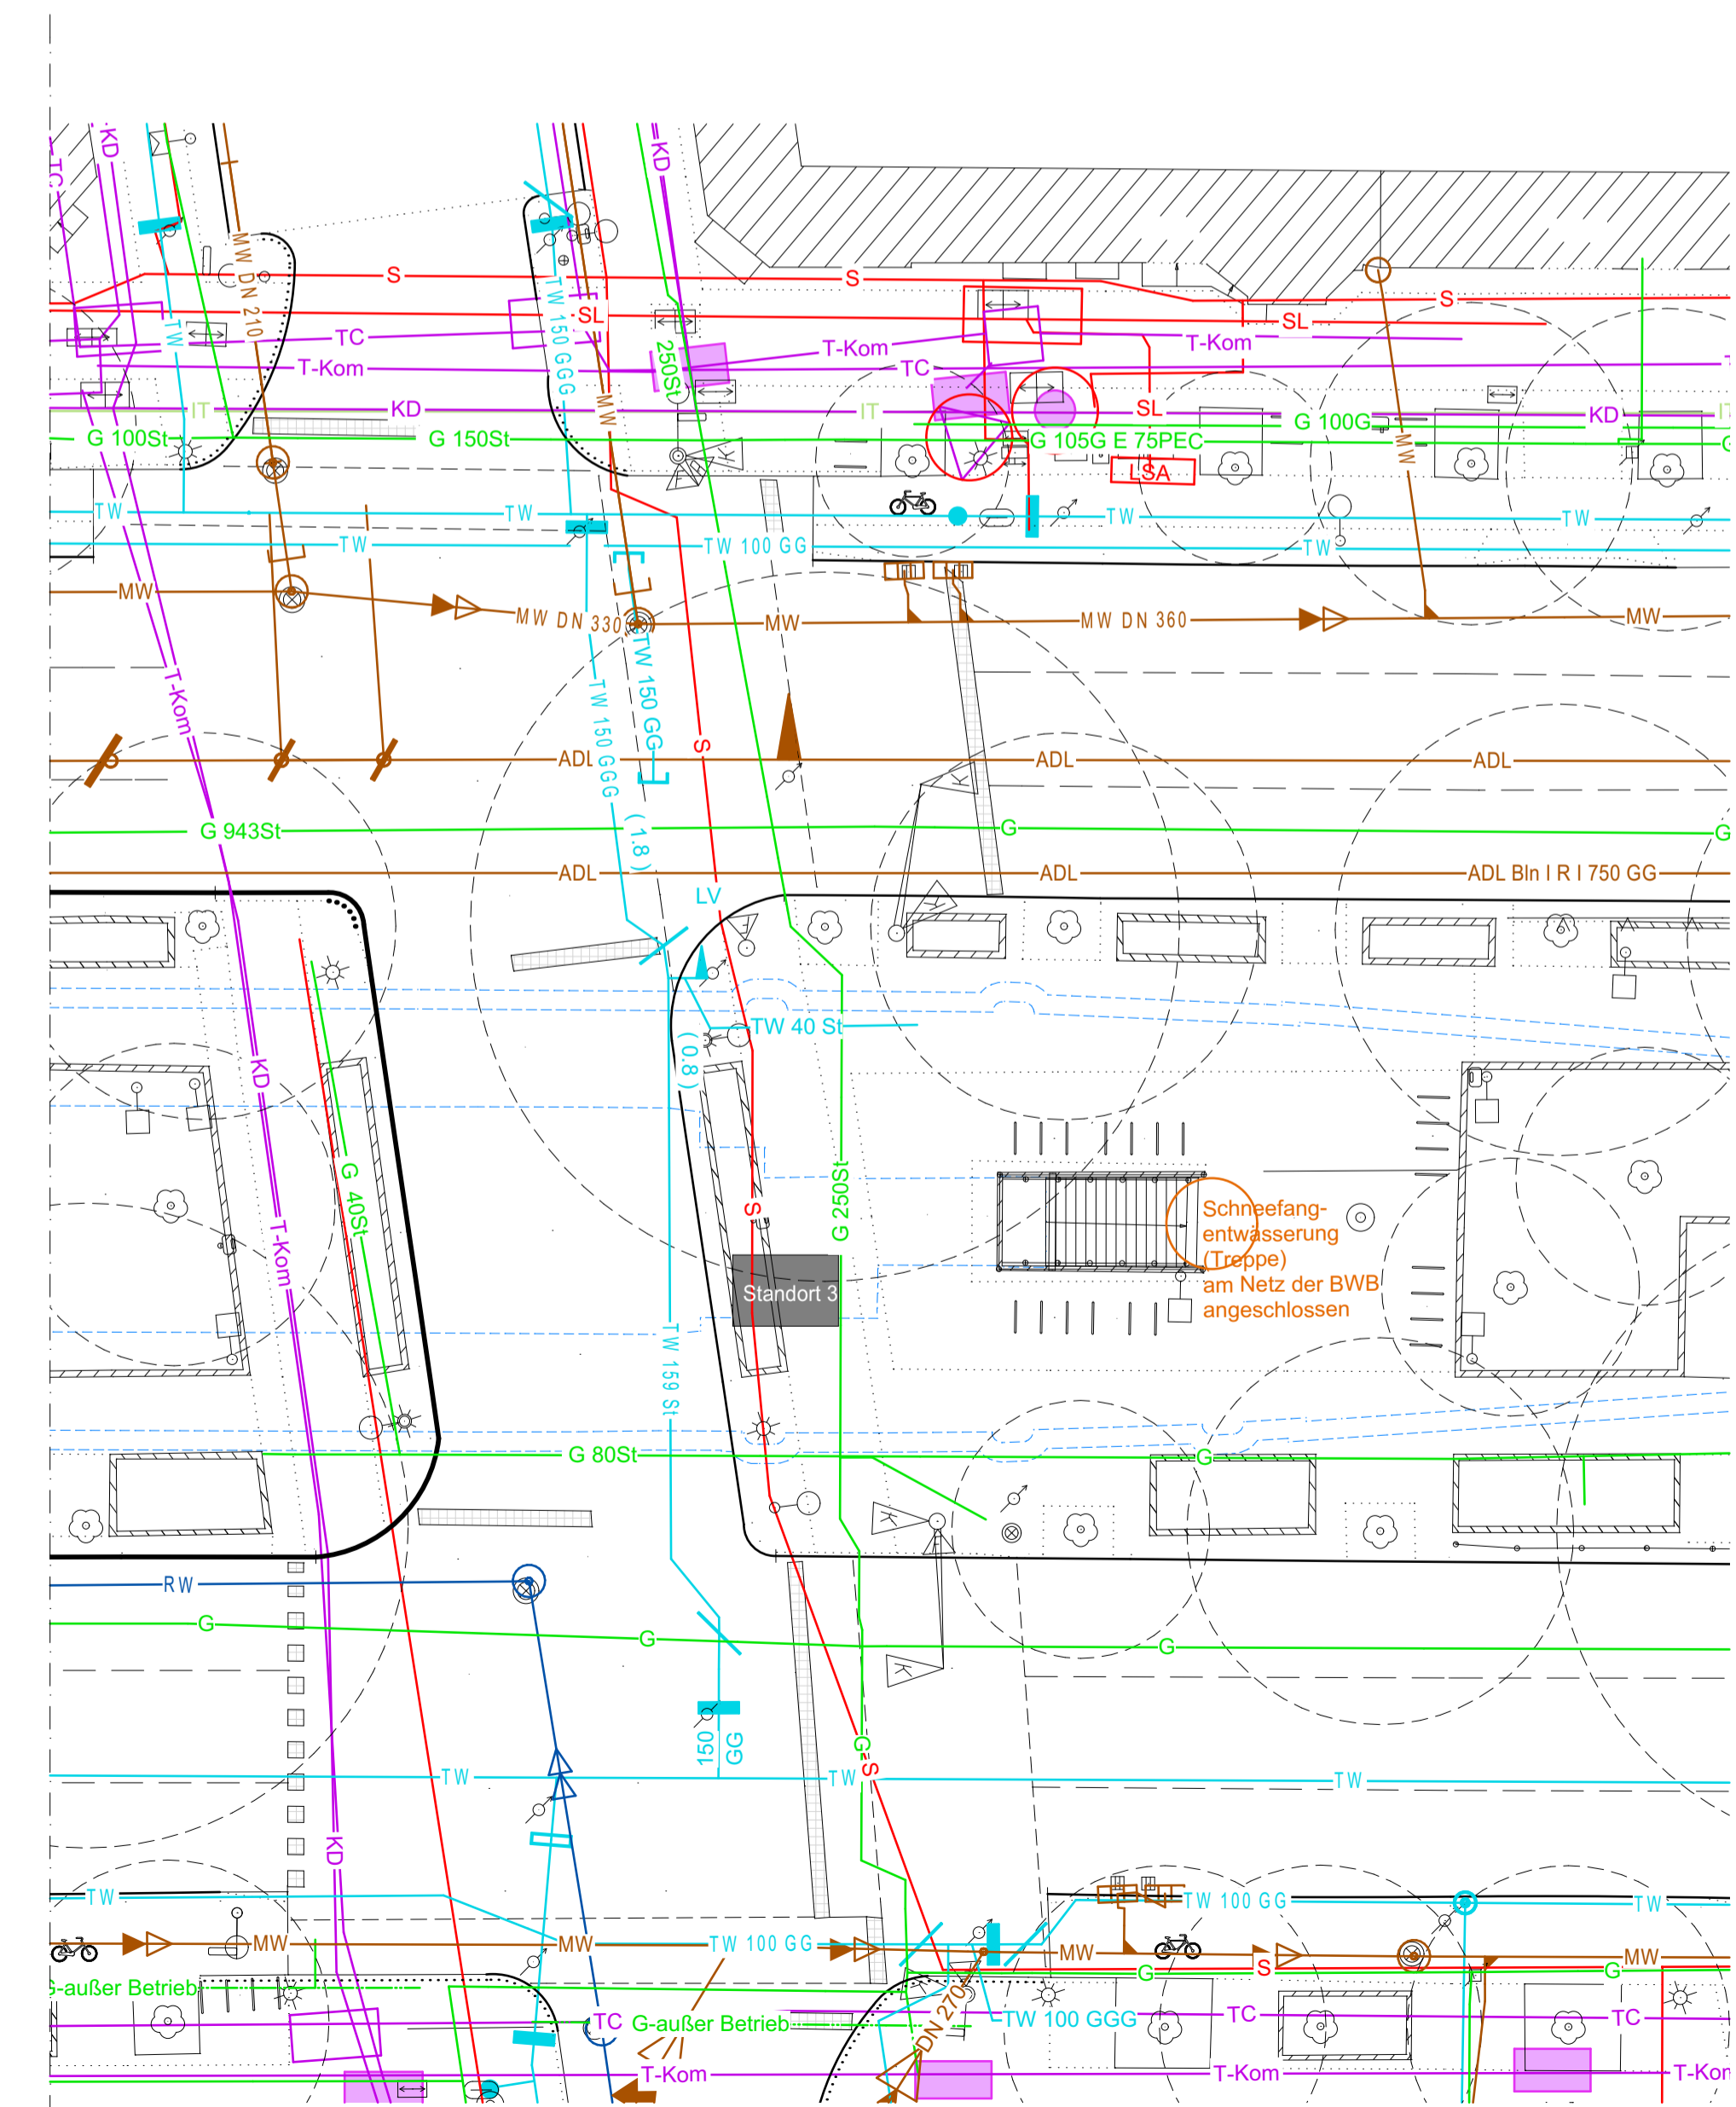 KD
TC
KD
MW DN 210
S
S
S
TW 150 GGG
TW
SL
SL
TC
T-Kom
T-Kom
T-Kom
TC
250St
MW
IT
KD
IT
SL
G 100G
KD
IT
G 100St
G 150St
G 105G E 75PEC
MW
LSA
TW
TW
TW
TW
TW
TW 100 GG
TW
MW
MW DN 330
MW
MW DN 360
MW
T-Kom
TW 150 GG
TW 150 GGG
(1.8)
S
ADL
ADL
ADL
G 943St
G
G
ADL
ADL
ADL Bln I R I 750 GG
LV
K
K
F
TW 40 St
(0.8)
KD
G 40St
T-Kom
S
G 250St
Schneefang-
entwässerung
(Treppe)
am Netz der BWB
angeschlossen
Standort 3
TW 159 St
G 80St
G
K
RW
G
G
G
K
150
GG
G
S
TW
TW
TW
KD
TW
TW 100 GG
TW
MW
MW
TW 100 GG
MW
MW
G
S
G
G-außer Betrieb
TC
G-außer Betrieb
DN 270
TW 100 GGG
TC
TC
T-Kom
T-Kom
T-Kom